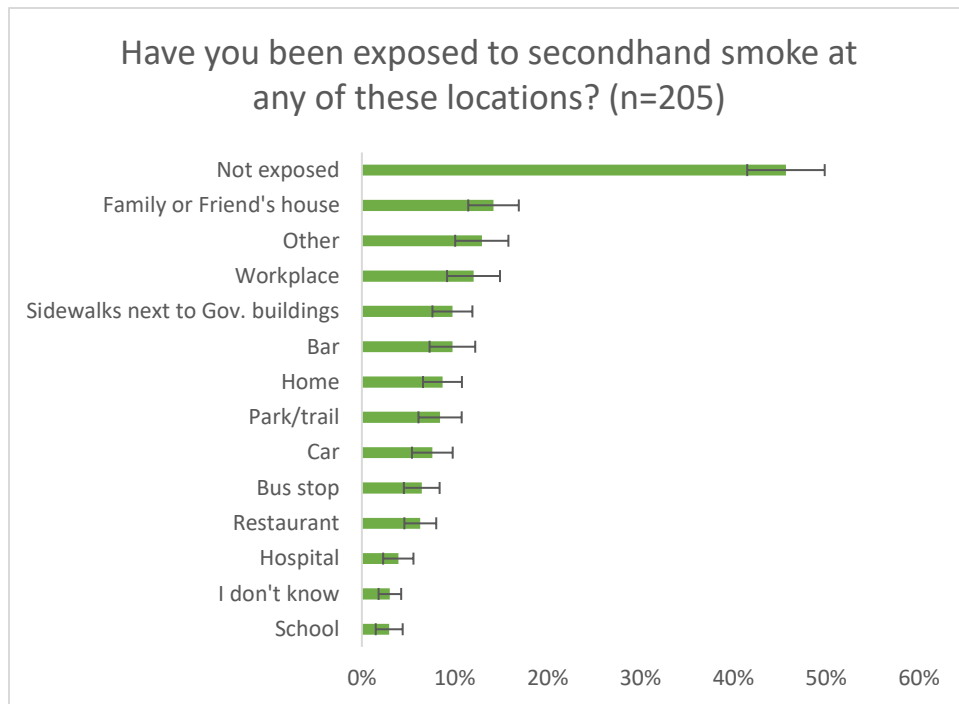 Have you been exposed to secondhand smoke at
any of these locations? (n=205)
Not exposed
Family or Friend's house
Other
Workplace
Sidewalks next to Gov. buildings
Bar
Home
Park/trail
Car
Bus stop
Restaurant
Hospital
I don't know
School
0% 10% 20% 30% 40% 50% 60%